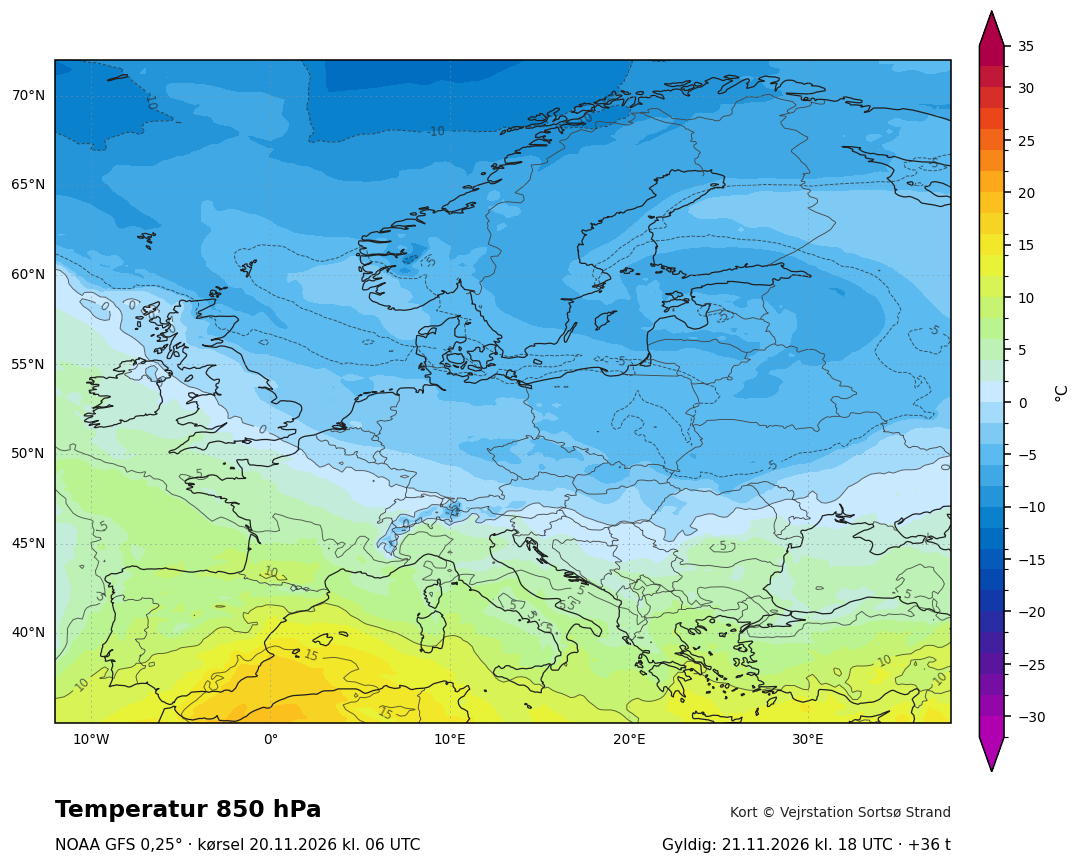 70°N
65°N
60°N
55°N
50°N
45°N
40°N
10°W
0°
10°E
20°E
30°E
35
30
25
20
15
10
5
0
−5
−10
−15
−20
−25
−30
°C
Temperatur 850 hPa
Kort © Vejrstation Sortsø Strand
NOAA GFS 0,25° · kørsel 20.11.2026 kl. 06 UTC
Gyldig: 21.11.2026 kl. 18 UTC · +36 t